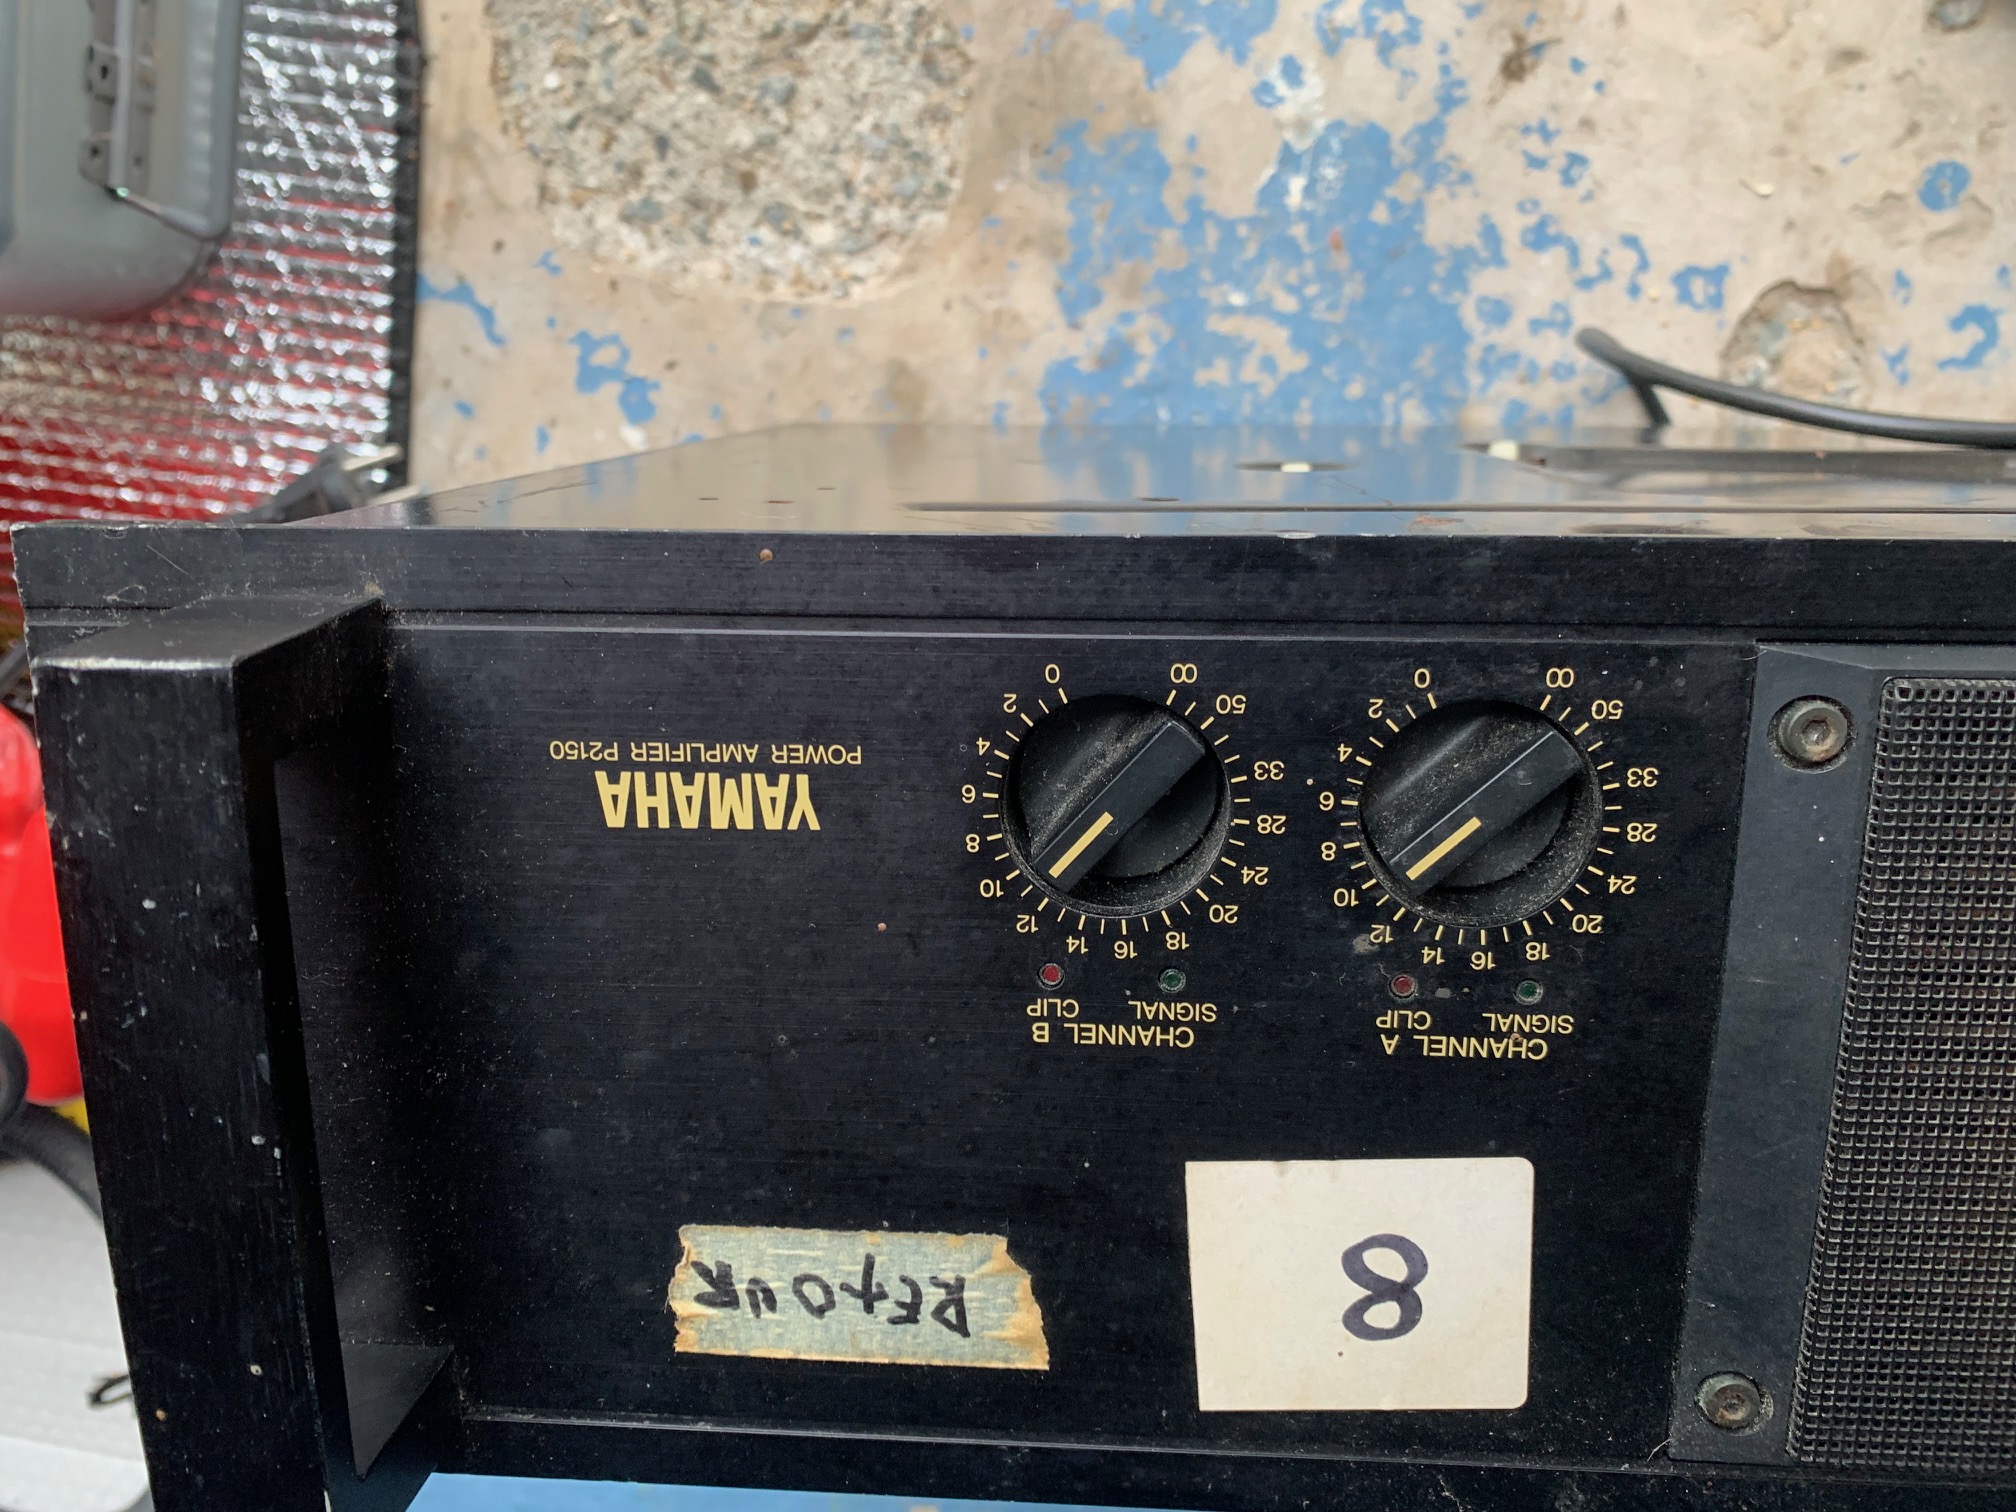 8
RETOUR
CHANNEL A
SIGNAL CLIP
∞ 50 33 28 24 20 18 16 14 12 10 8 6 4 2 0
CHANNEL B
SIGNAL CLIP
∞ 50 33 28 24 20 18 16 14 12 10 8 6 4 2 0
YAMAHA
POWER AMPLIFIER P2150